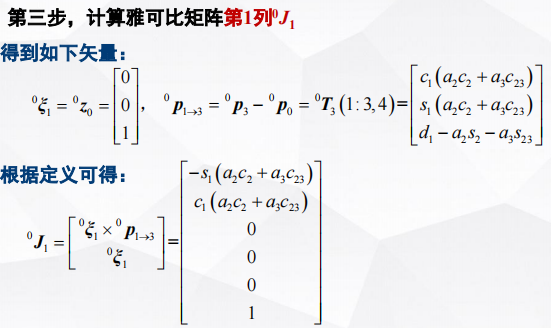 第三步，计算雅可比矩阵第1列⁰J₁
得到如下矢量：
⁰ξ₁ = ⁰z₀ = [0; 0; 1]， ⁰p₁→₃ = ⁰p₃ − ⁰p₀ = ⁰T₃(1:3,4) = [c₁(a₂c₂ + a₃c₂₃); s₁(a₂c₂ + a₃c₂₃); d₁ − a₂s₂ − a₃s₂₃]
根据定义可得：
⁰J₁ = [⁰ξ₁ × ⁰p₁→₃; ⁰ξ₁] = [−s₁(a₂c₂ + a₃c₂₃); c₁(a₂c₂ + a₃c₂₃); 0; 0; 0; 1]